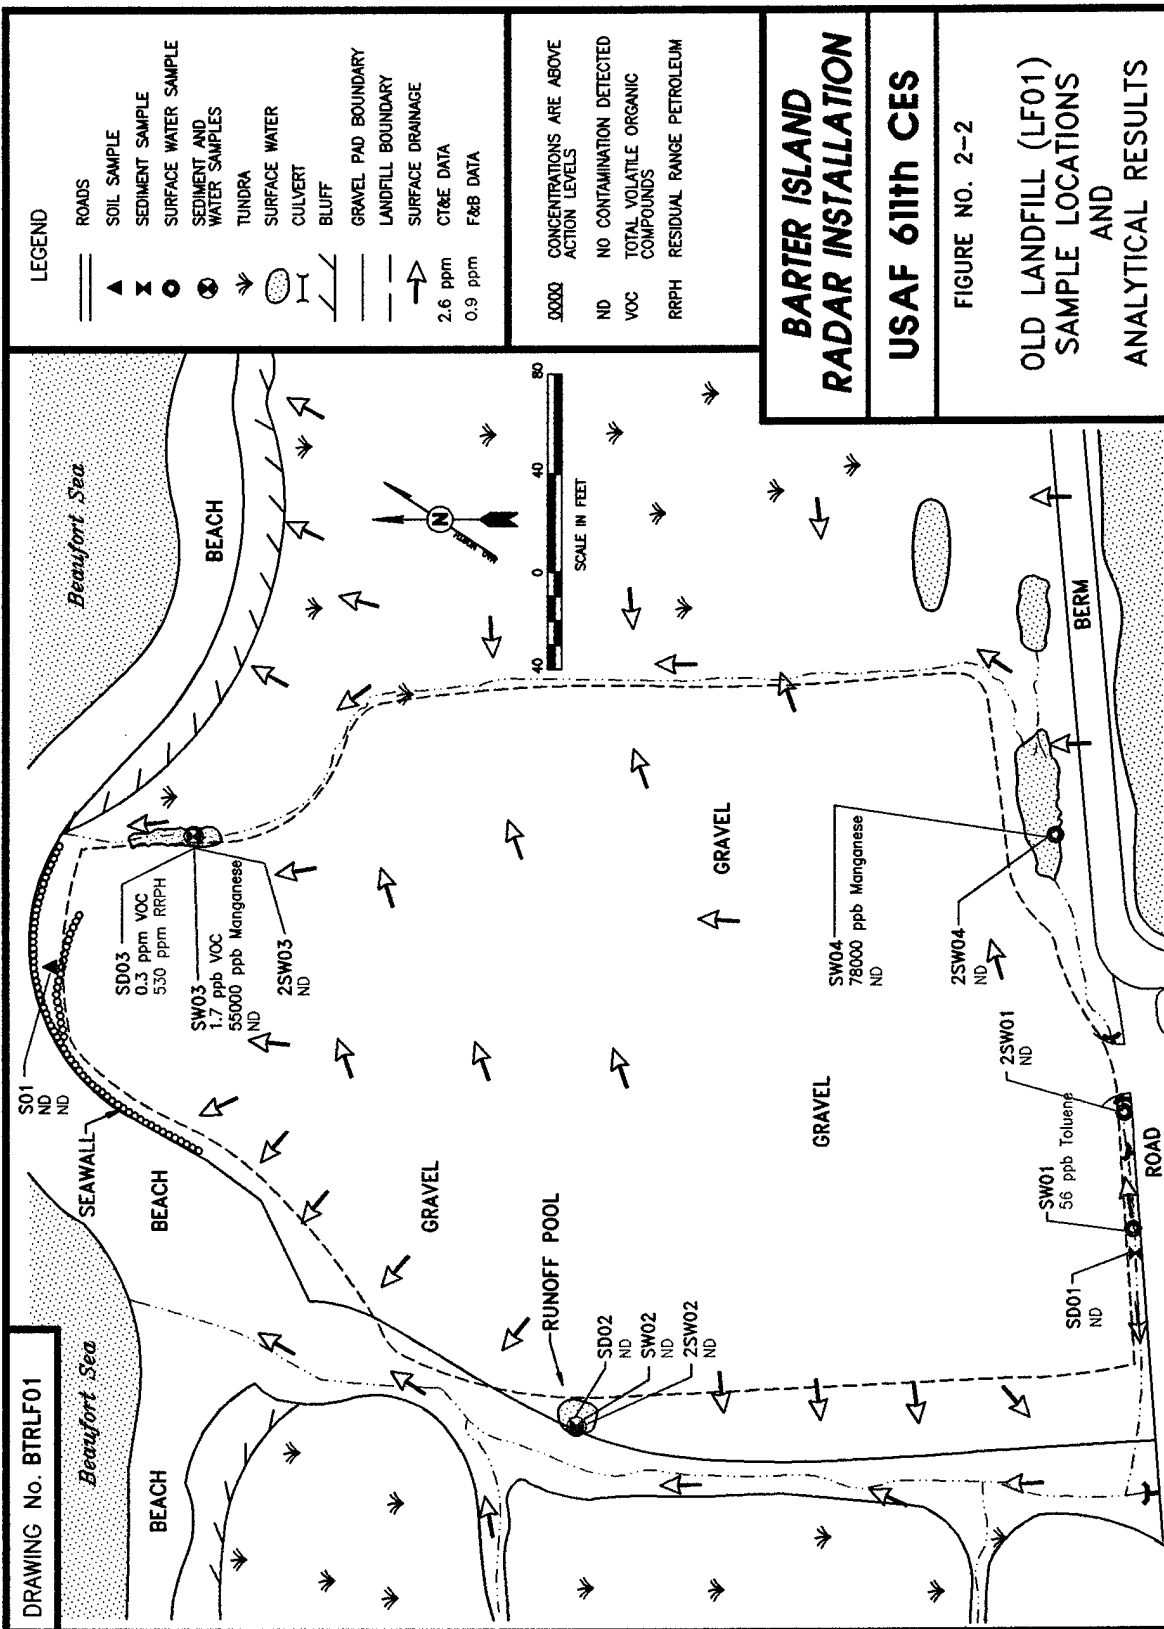 DRAWING No. BTRLF01
Beaufort Sea
Beaufort Sea
BEACH
BEACH
BEACH
SEAWALL
S01
ND
ND
SD03
0.3 ppm VOC
530 ppm RRPH
SW03
1.7 ppb VOC
55000 ppb Manganese
ND
2SW03
ND
GRAVEL
GRAVEL
GRAVEL
RUNOFF POOL
SD02
ND
SW02
ND
2SW02
ND
SW04
78000 ppb Manganese
ND
2SW04
ND
2SW01
ND
SW01
56 ppb Toluene
SD01
ND
ROAD
BERM
N
40 0 40 80
SCALE IN FEET
LEGEND
ROADS
SOIL SAMPLE
SEDIMENT SAMPLE
SURFACE WATER SAMPLE
SEDIMENT AND
WATER SAMPLES
TUNDRA
SURFACE WATER
CULVERT
BLUFF
GRAVEL PAD BOUNDARY
LANDFILL BOUNDARY
SURFACE DRAINAGE
2.6 ppm CT&E DATA
0.9 ppm F&B DATA
0000 CONCENTRATIONS ARE ABOVE
ACTION LEVELS
ND NO CONTAMINATION DETECTED
VOC TOTAL VOLATILE ORGANIC
COMPOUNDS
RRPH RESIDUAL RANGE PETROLEUM
BARTER ISLAND
RADAR INSTALLATION
USAF 611th CES
FIGURE NO. 2-2
OLD LANDFILL (LF01)
SAMPLE LOCATIONS
AND
ANALYTICAL RESULTS